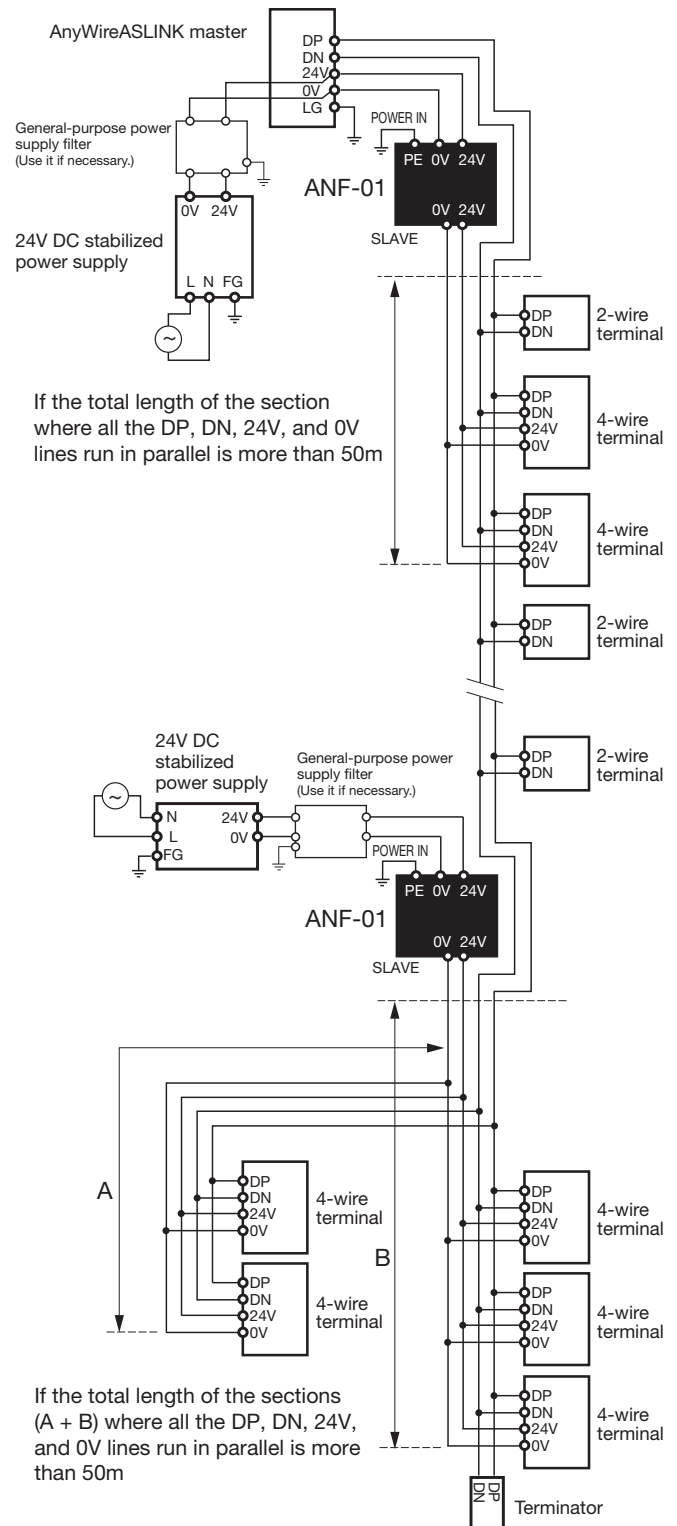 AnyWireASLINK master
DP
DN
24V
0V
LG
General-purpose power
supply filter
(Use it if necessary.)
POWER IN
PE 0V 24V
ANF-01
0V 24V
SLAVE
0V 24V
24V DC stabilized
power supply
L N FG
DP
DN
2-wire
terminal
If the total length of the section
where all the DP, DN, 24V, and 0V
lines run in parallel is more than 50m
DP
DN
24V
0V
4-wire
terminal
DP
DN
24V
0V
4-wire
terminal
DP
DN
2-wire
terminal
24V DC
stabilized
power supply
General-purpose power
supply filter
(Use it if necessary.)
DP
DN
2-wire
terminal
N
L
FG
24V
0V
POWER IN
PE 0V 24V
ANF-01
0V 24V
SLAVE
A
B
DP
DN
24V
0V
4-wire
terminal
DP
DN
24V
0V
4-wire
terminal
DP
DN
24V
0V
4-wire
terminal
DP
DN
24V
0V
4-wire
terminal
If the total length of the sections
(A + B) where all the DP, DN, 24V,
and 0V lines run in parallel is more
than 50m
DP
DN
24V
0V
4-wire
terminal
DN
DP
Terminator